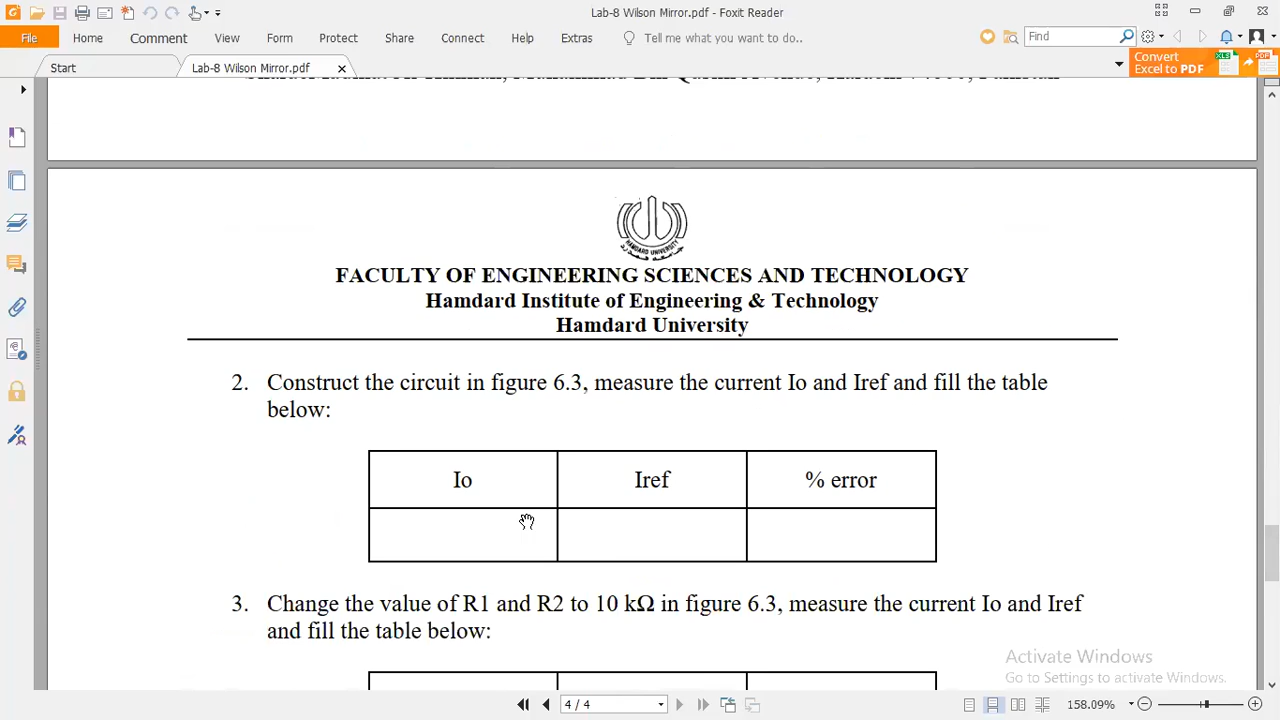 Lab-8 Wilson Mirror.pdf - Foxit Reader
File Home Comment View Form Protect Share Connect Help Extras Tell me what you want to do.. Find
Start Lab-8 Wilson Mirror.pdf
Convert
Excel to PDF
HAMDARD UNIVERSITY
FACULTY OF ENGINEERING SCIENCES AND TECHNOLOGY
Hamdard Institute of Engineering & Technology
Hamdard University
2. Construct the circuit in figure 6.3, measure the current Io and Iref and fill the table
below:
Io Iref % error
3. Change the value of R1 and R2 to 10 kΩ in figure 6.3, measure the current Io and Iref
and fill the table below:
Activate Windows
Go to Settings to activate Windows.
4 / 4 158.09%